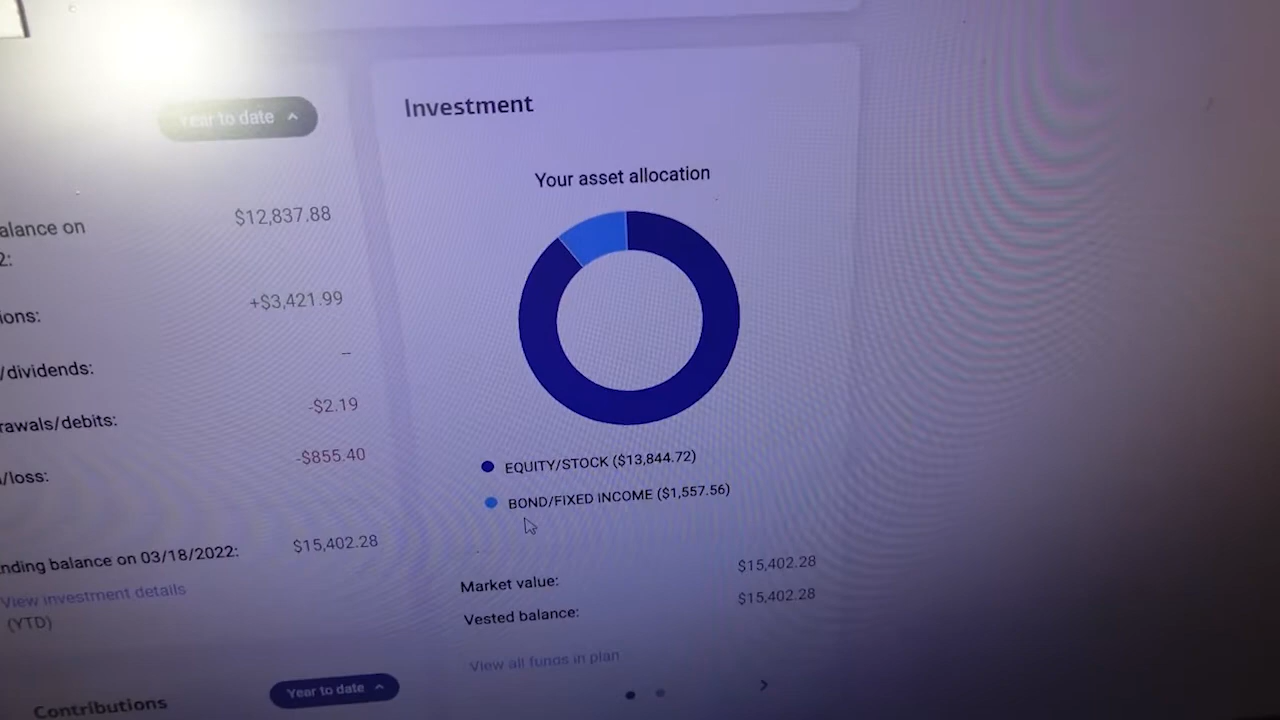 Year to date
alance on
2:
$12,837.88
ions:
+$3,421.99
/dividends:
--
rawals/debits:
-$2.19
/loss:
-$855.40
nding balance on 03/18/2022:
$15,402.28
View investment details
(YTD)
Contributions
Year to date
Investment
Your asset allocation
EQUITY/STOCK ($13,844.72)
BOND/FIXED INCOME ($1,557.56)
Market value:
$15,402.28
Vested balance:
$15,402.28
View all funds in plan